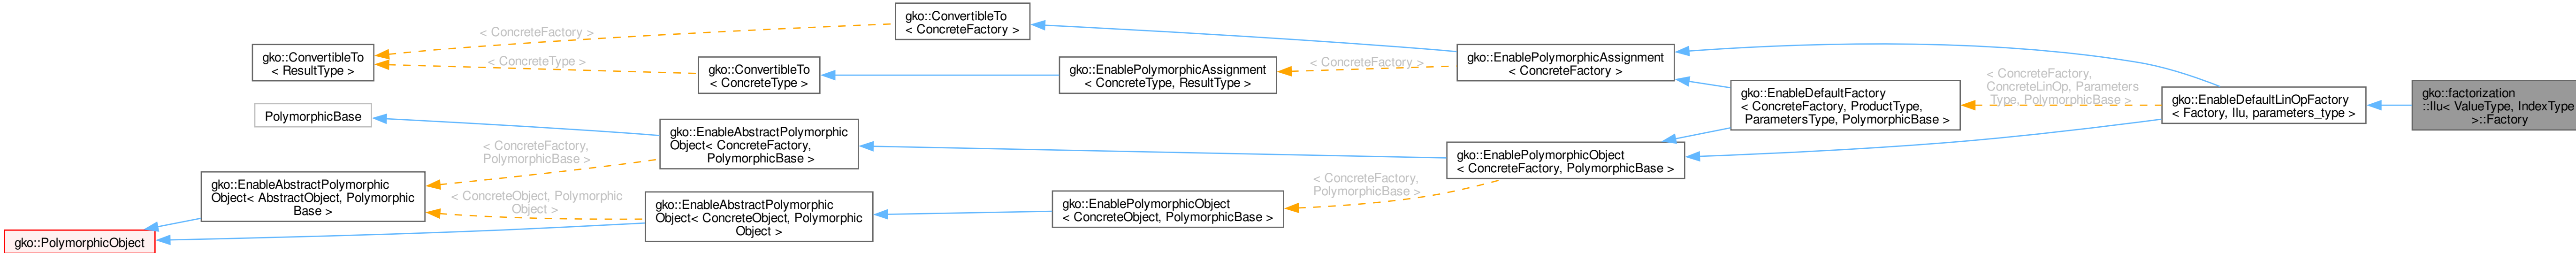 gko::ConvertibleTo
< ResultType >
PolymorphicBase
gko::EnableAbstractPolymorphic
Object< AbstractObject, Polymorphic
Base >
gko::PolymorphicObject
< ConcreteFactory >
< ConcreteType >
< ConcreteFactory,
PolymorphicBase >
< ConcreteObject, Polymorphic
Object >
gko::ConvertibleTo
< ConcreteFactory >
gko::ConvertibleTo
< ConcreteType >
gko::EnableAbstractPolymorphic
Object< ConcreteFactory,
PolymorphicBase >
gko::EnableAbstractPolymorphic
Object< ConcreteObject, Polymorphic
Object >
gko::EnablePolymorphicAssignment
< ConcreteType, ResultType >
gko::EnablePolymorphicObject
< ConcreteObject, PolymorphicBase >
< ConcreteFactory >
< ConcreteFactory,
PolymorphicBase >
gko::EnablePolymorphicAssignment
< ConcreteFactory >
gko::EnablePolymorphicObject
< ConcreteFactory, PolymorphicBase >
gko::EnableDefaultFactory
< ConcreteFactory, ProductType,
ParametersType, PolymorphicBase >
< ConcreteFactory,
ConcreteLinOp, Parameters
Type, PolymorphicBase >
gko::EnableDefaultLinOpFactory
< Factory, Ilu, parameters_type >
gko::factorization
::Ilu< ValueType, IndexType
>::Factory